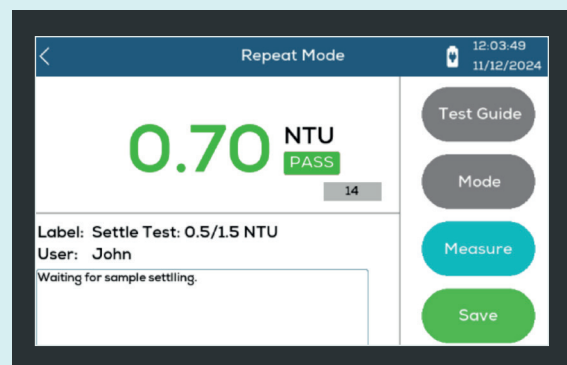 Repeat Mode
12:03:49
11/12/2024
0.70 NTU
PASS
14
Label: Settle Test: 0.5/1.5 NTU
User: John
Waiting for sample settlling.
Test Guide
Mode
Measure
Save